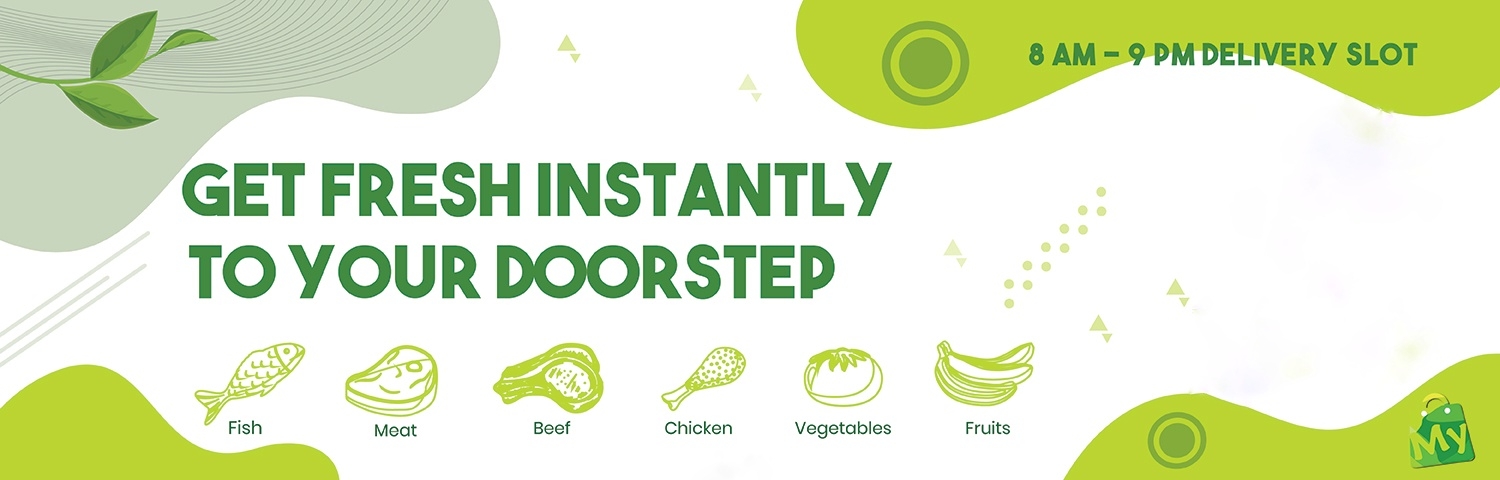 8 AM – 9 PM DELIVERY SLOT
GET FRESH INSTANTLY
TO YOUR DOORSTEP
Fish
Meat
Beef
Chicken
Vegetables
Fruits
My